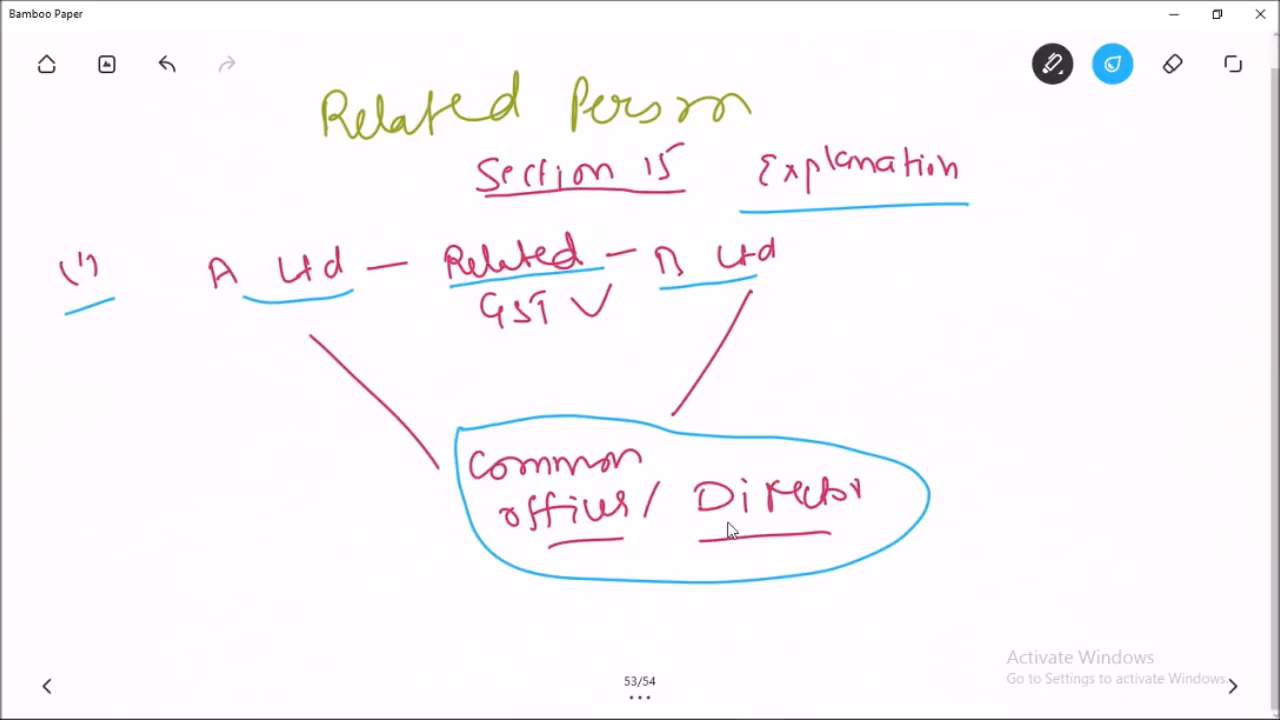 Bamboo Paper
Related Person
Section 15 Explanation
(1) A Ltd — Related — B Ltd
GST ✓
Common
officer / Director
Activate Windows
Go to Settings to activate Windows.
53/54